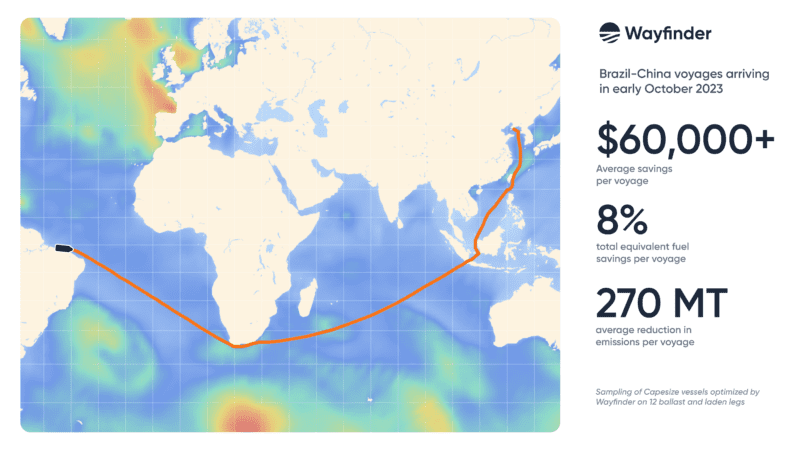 Wayfinder
Brazil-China voyages arriving
in early October 2023
$60,000+
Average savings
per voyage
8%
total equivalent fuel
savings per voyage
270 MT
average reduction in
emissions per voyage
Sampling of Capesize vessels optimized by
Wayfinder on 12 ballast and laden legs